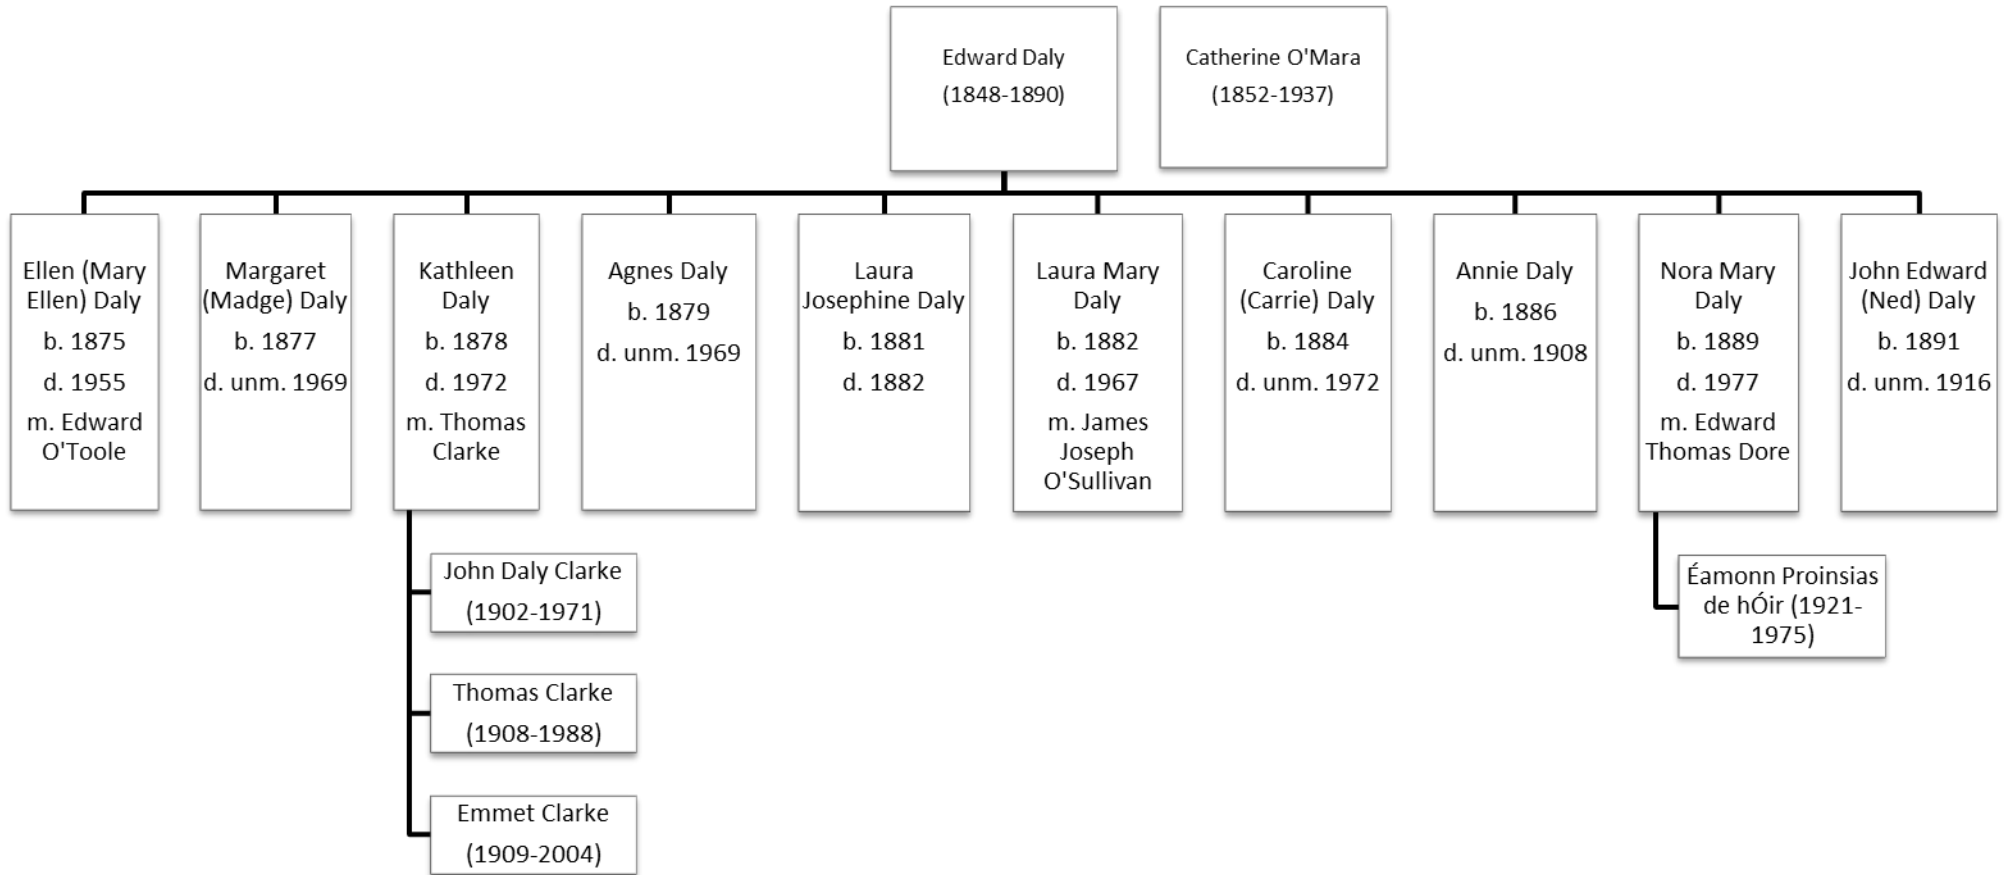 Edward Daly
(1848-1890)
Catherine O'Mara
(1852-1937)
Ellen (Mary
Ellen) Daly
b. 1875
d. 1955
m. Edward
O'Toole
Margaret
(Madge) Daly
b. 1877
d. unm. 1969
Kathleen
Daly
b. 1878
d. 1972
m. Thomas
Clarke
Agnes Daly
b. 1879
d. unm. 1969
Laura
Josephine Daly
b. 1881
d. 1882
Laura Mary
Daly
b. 1882
d. 1967
m. James
Joseph
O'Sullivan
Caroline
(Carrie) Daly
b. 1884
d. unm. 1972
Annie Daly
b. 1886
d. unm. 1908
Nora Mary
Daly
b. 1889
d. 1977
m. Edward
Thomas Dore
John Edward
(Ned) Daly
b. 1891
d. unm. 1916
John Daly Clarke
(1902-1971)
Thomas Clarke
(1908-1988)
Emmet Clarke
(1909-2004)
Éamonn Proinsias
de hÓir (1921-
1975)